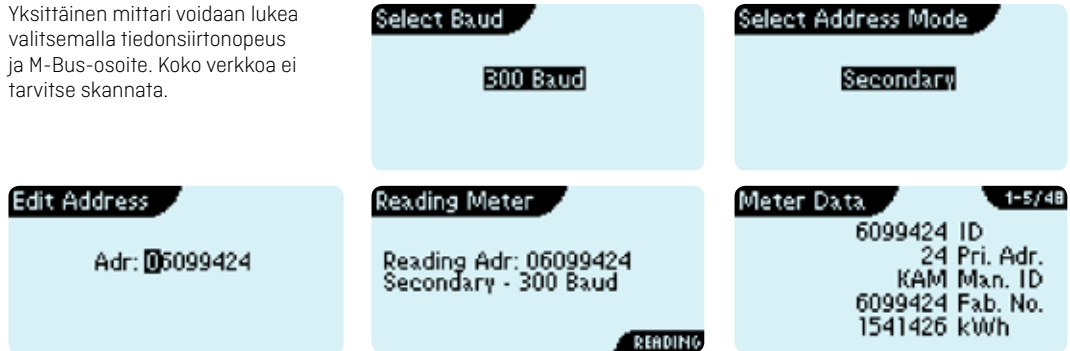 Yksittäinen mittari voidaan lukea
valitsemalla tiedonsiirtonopeus
ja M-Bus-osoite. Koko verkkoa ei
tarvitse skannata.
Select Baud
300 Baud
Select Address Mode
Secondary
Edit Address
Adr: 06099424
Reading Meter
Reading Adr: 06099424
Secondary - 300 Baud
READING
Meter Data
1-5/48
6099424 ID
24 Pri. Adr.
KAM Man. ID
6099424 Fab. No.
1541426 kWh